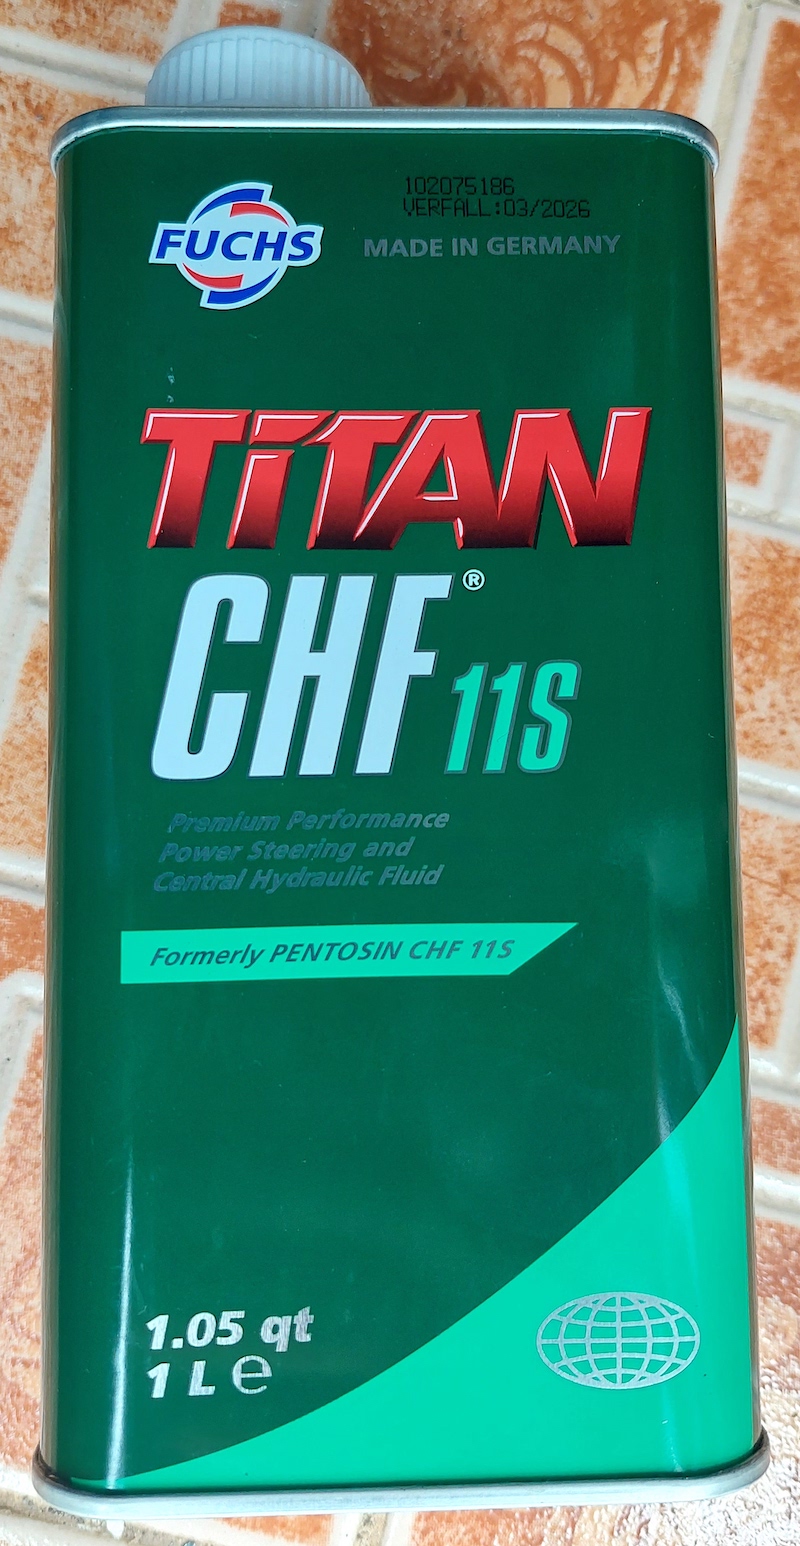 102075186
VERFALL:03/2026
FUCHS
MADE IN GERMANY
TiTAN
CHF® 11S
Premium Performance
Power Steering and
Central Hydraulic Fluid
Formerly PENTOSIN CHF 11S
1.05 qt
1 L e